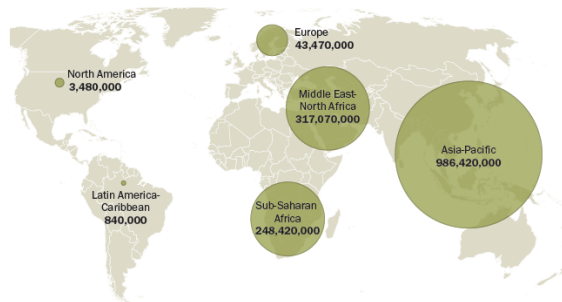 North America
3,480,000
Europe
43,470,000
Middle East-
North Africa
317,070,000
Asia-Pacific
986,420,000
Latin America-
Caribbean
840,000
Sub-Saharan
Africa
248,420,000